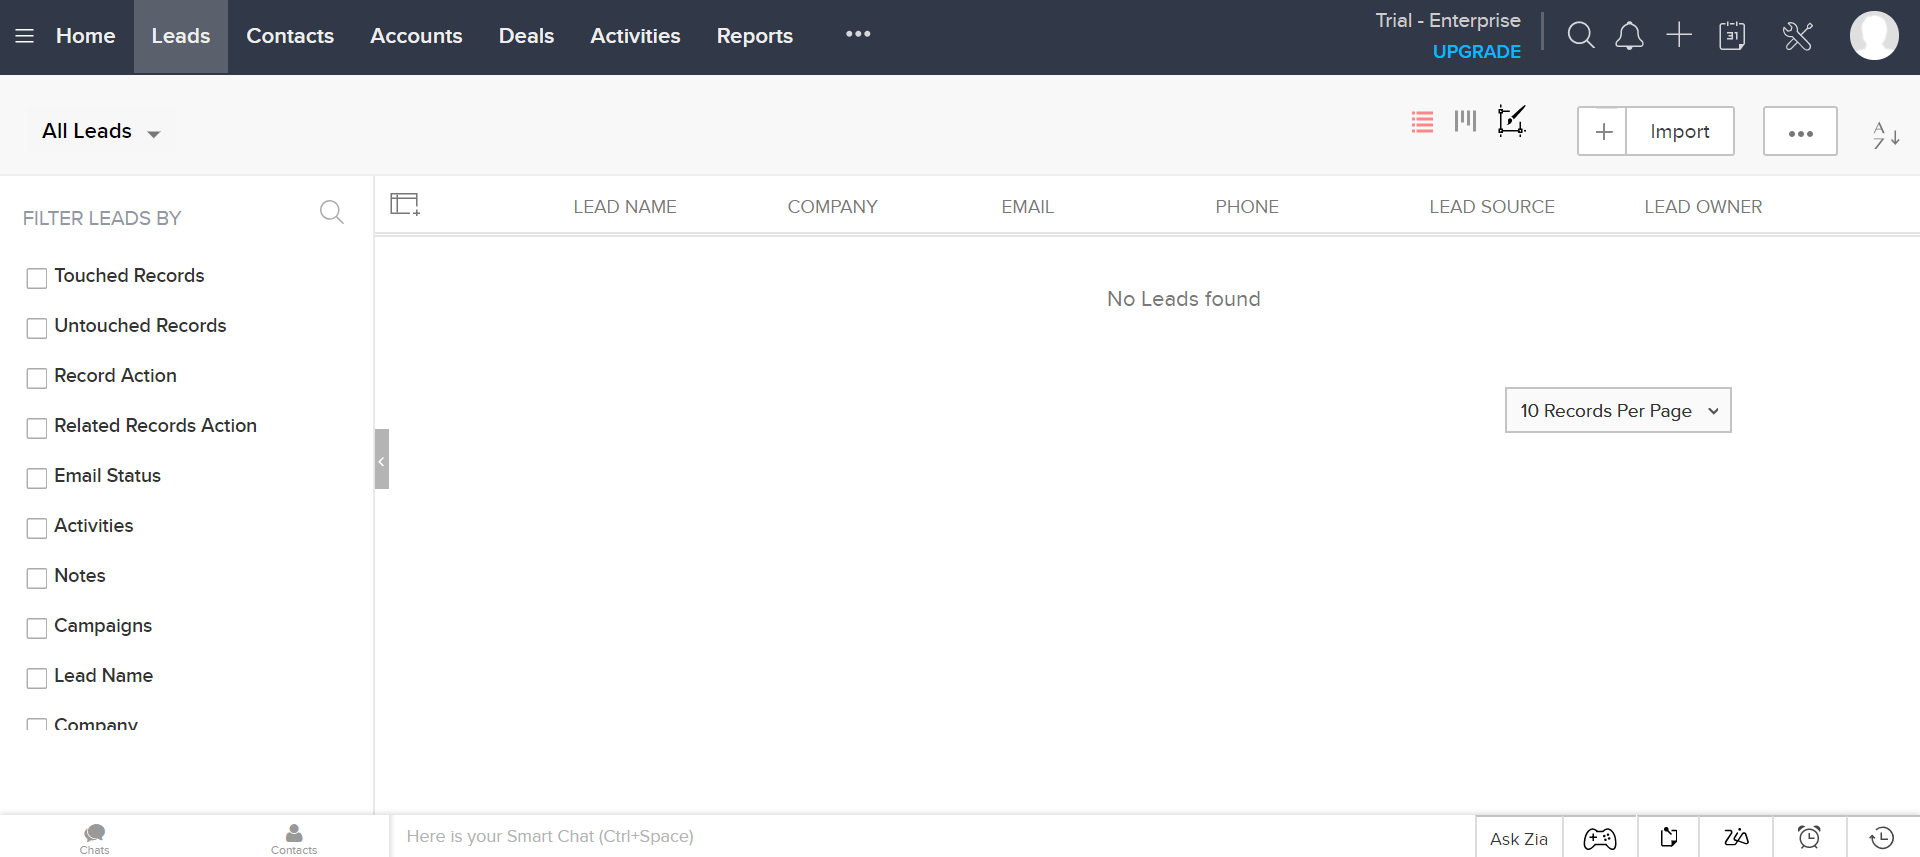 Home Leads Contacts Accounts Deals Activities Reports
Trial - Enterprise
UPGRADE
31
All Leads
Import
A
Z
FILTER LEADS BY
Touched Records
Untouched Records
Record Action
Related Records Action
Email Status
Activities
Notes
Campaigns
Lead Name
Company
LEAD NAME COMPANY EMAIL PHONE LEAD SOURCE LEAD OWNER
No Leads found
10 Records Per Page
Chats
Contacts
Here is your Smart Chat (Ctrl+Space)
Ask Zia